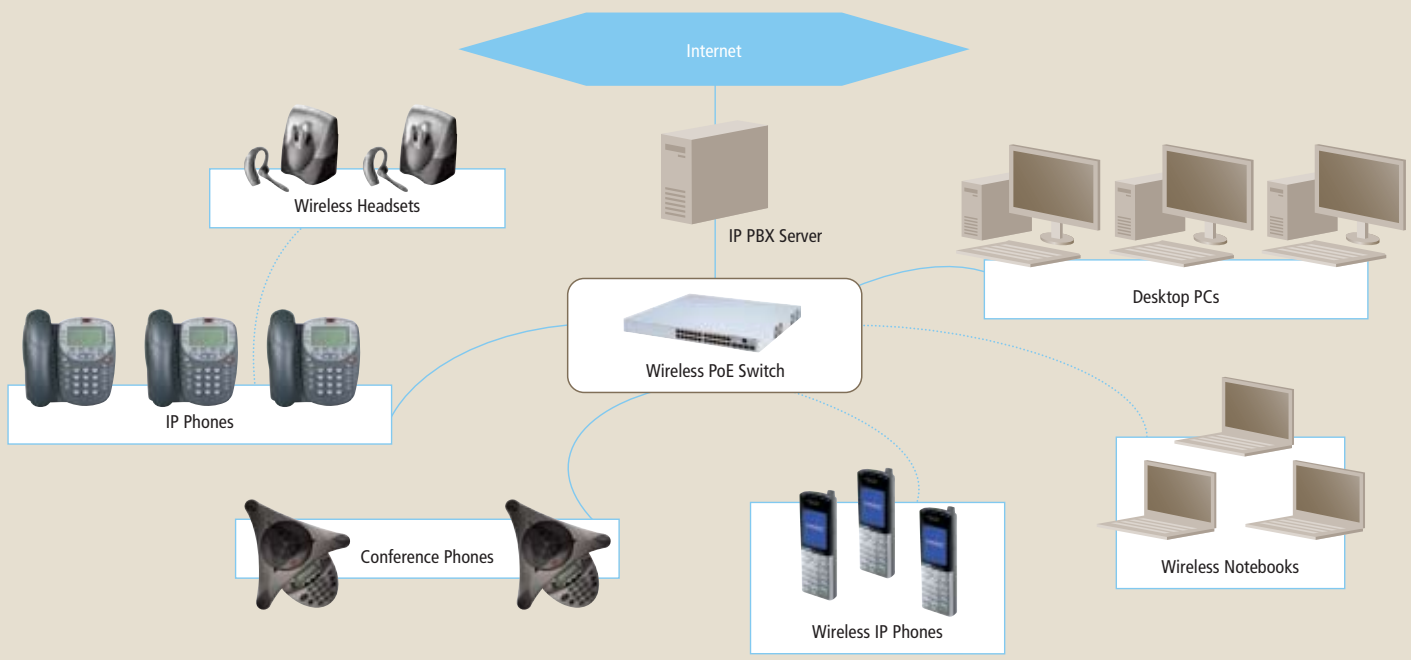 Internet
Wireless Headsets
IP PBX Server
Desktop PCs
Wireless PoE Switch
IP Phones
Conference Phones
Wireless Notebooks
Wireless IP Phones